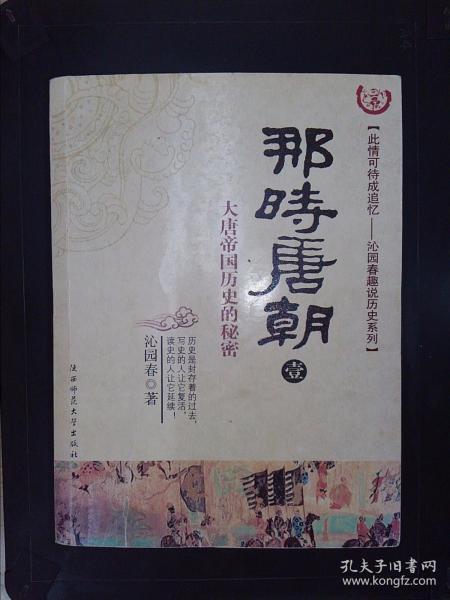 【此情可待成追忆——沁园春趣说历史系列】
那時唐朝
壹
大唐帝国历史的秘密
历史是封存着的过去，
写史的人让它复活，
读史的人让它延续！
沁园春◎著
陕西师范大学出版社
孔夫子旧书网
www.kongfz.com